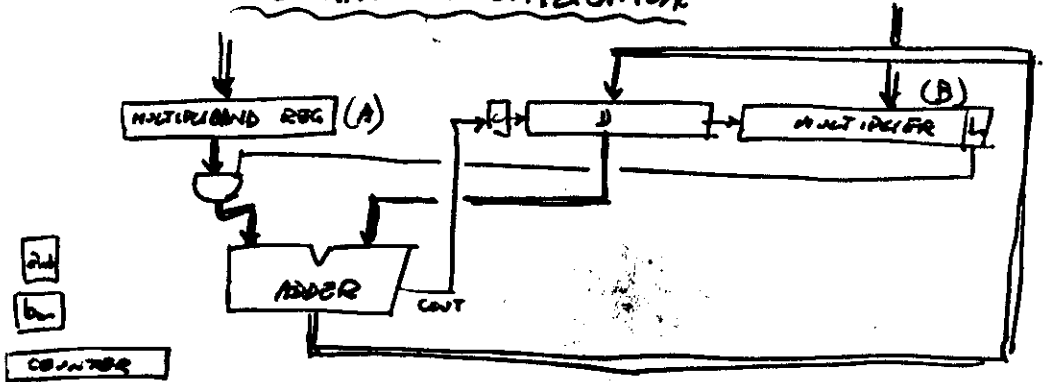 MULTIPLICAND REG (A)
(B)
C
D
MULTIPLIER
ADDER
COUT
COUNTER